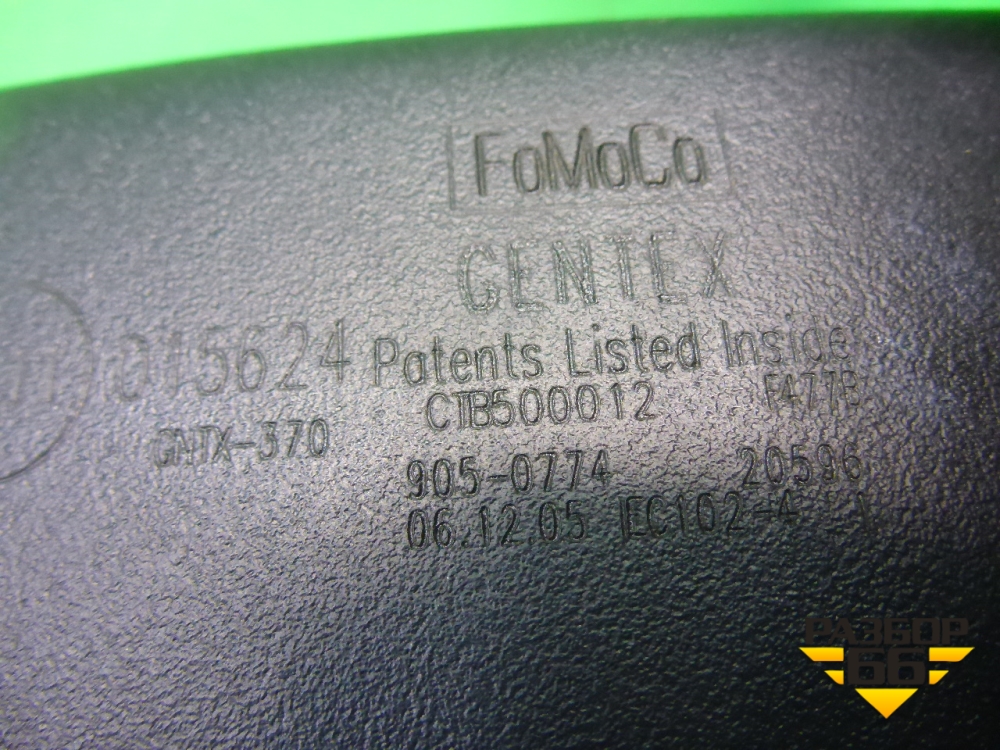 FoMoCo
GENTEX
015624 Patents Listed Inside
CTB500012 F477B
GNTX-370
905-0774 20596
06.12.05 IEC102-4
РАЗБОР
66